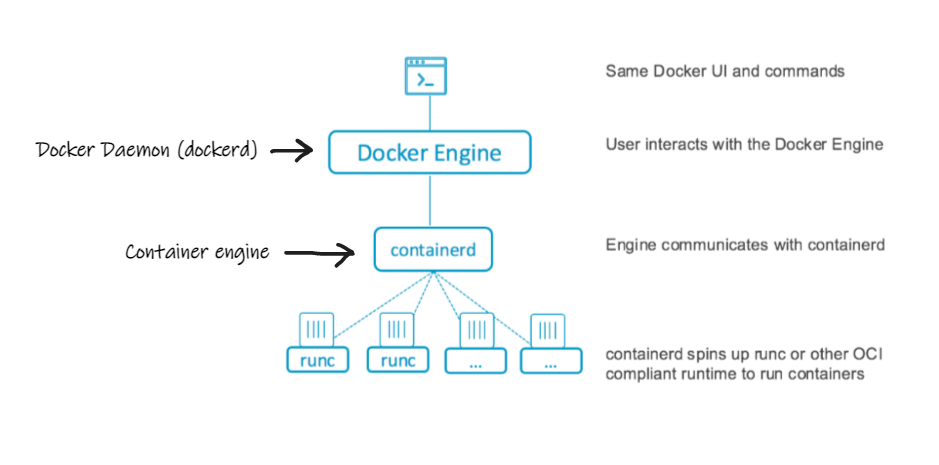 Same Docker UI and commands
Docker Daemon (dockerd)
Docker Engine
User interacts with the Docker Engine
Container engine
containerd
Engine communicates with containerd
runc
runc
...
...
containerd spins up runc or other OCI
compliant runtime to run containers